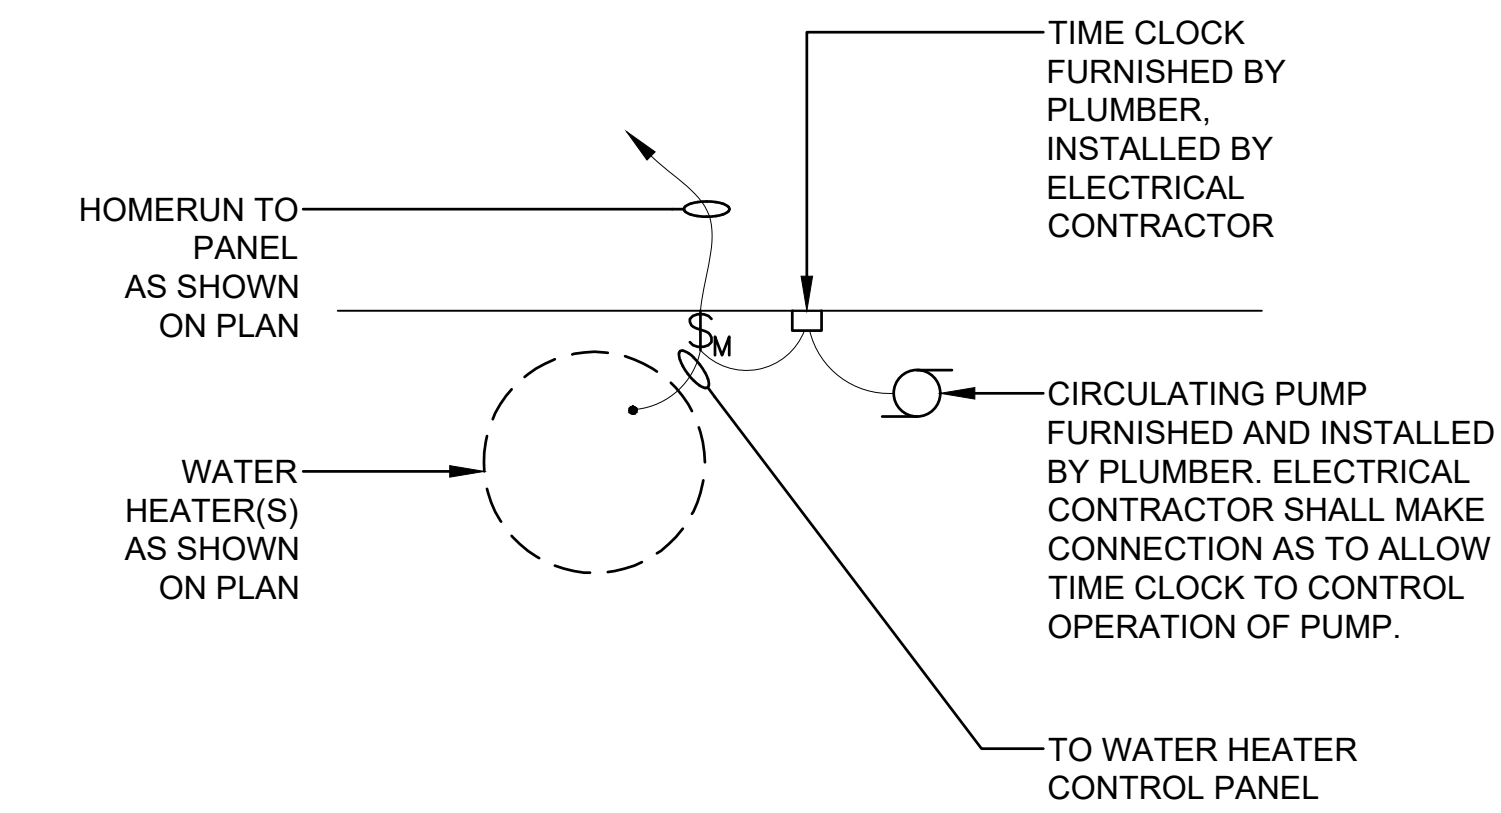 TIME CLOCK
FURNISHED BY
PLUMBER,
INSTALLED BY
ELECTRICAL
CONTRACTOR
HOMERUN TO
PANEL
AS SHOWN
ON PLAN
$M
WATER
HEATER(S)
AS SHOWN
ON PLAN
CIRCULATING PUMP
FURNISHED AND INSTALLED
BY PLUMBER. ELECTRICAL
CONTRACTOR SHALL MAKE
CONNECTION AS TO ALLOW
TIME CLOCK TO CONTROL
OPERATION OF PUMP.
TO WATER HEATER
CONTROL PANEL